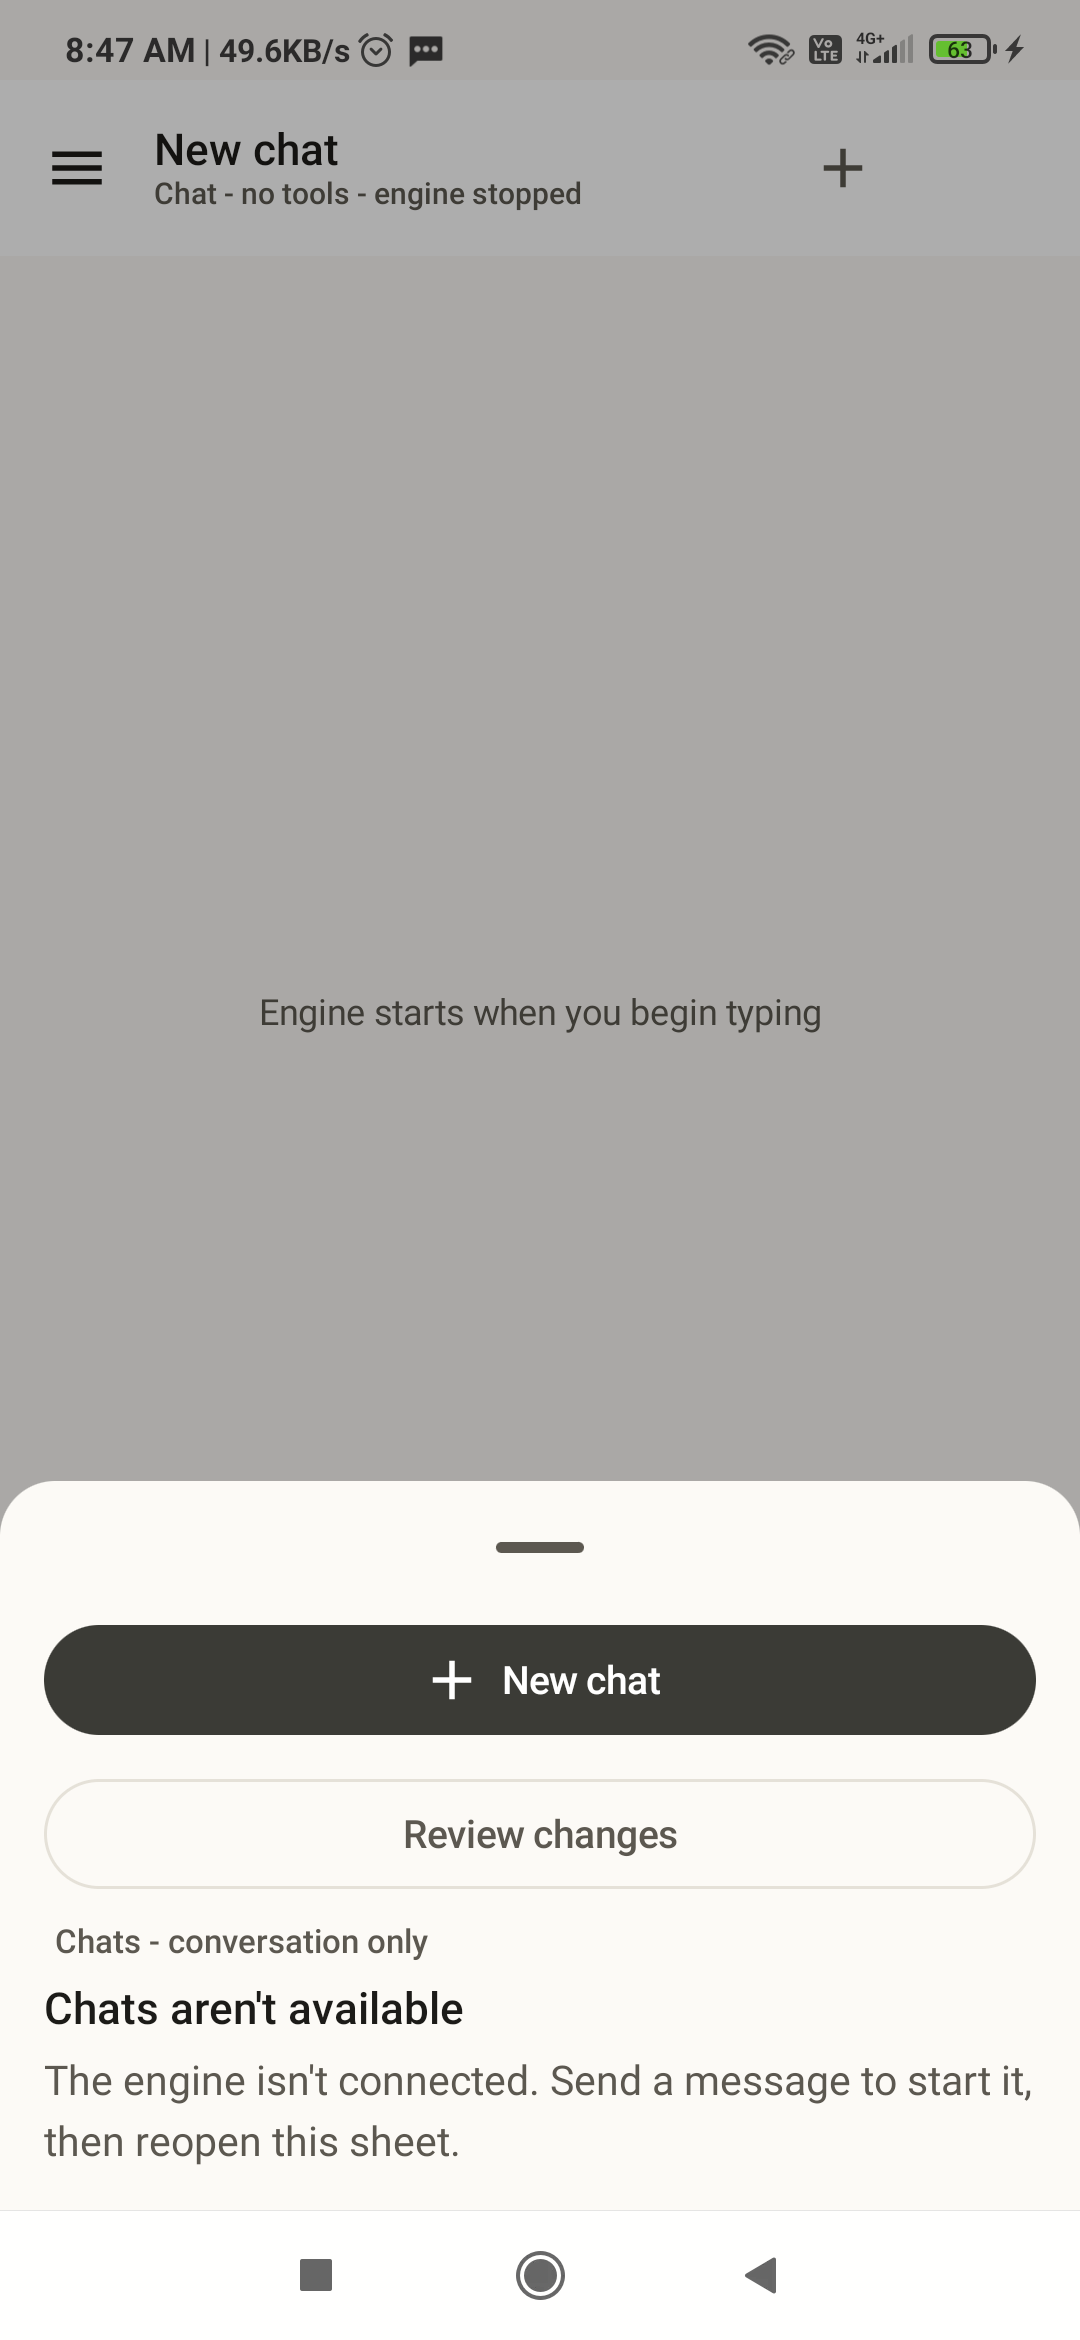 8:47 AM | 49.6KB/s
Vo LTE
4G+
63
New chat
Chat - no tools - engine stopped
Engine starts when you begin typing
New chat
Review changes
Chats - conversation only
Chats aren't available
The engine isn't connected. Send a message to start it,
then reopen this sheet.